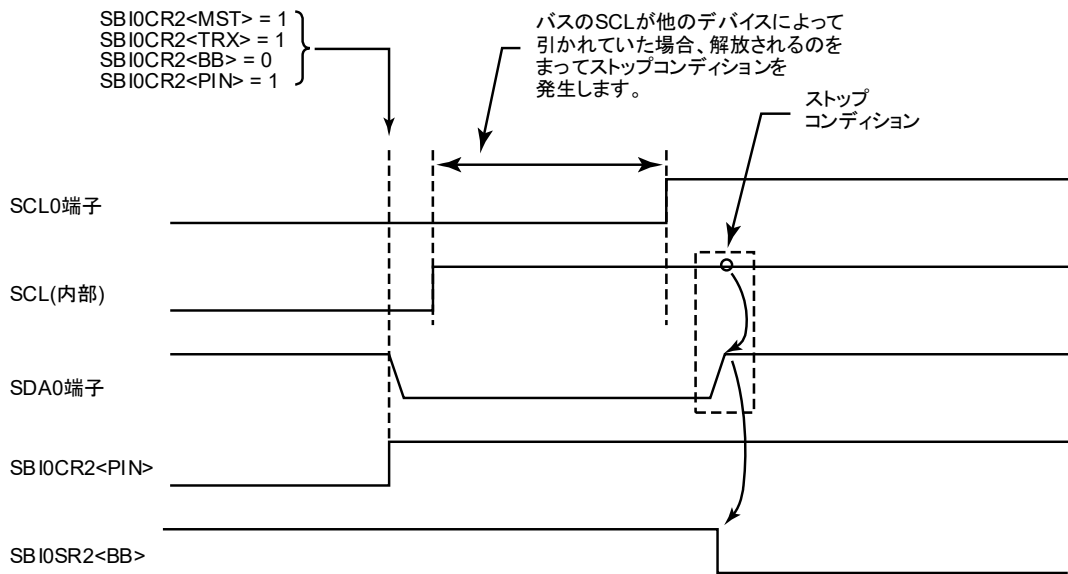 SBI0CR2<MST> = 1
SBI0CR2<TRX> = 1
SBI0CR2<BB> = 0
SBI0CR2<PIN> = 1
バスのSCLが他のデバイスによって
引かれていた場合、解放されるのを
まってストップコンディションを
発生します。
ストップ
コンディション
SCL0端子
SCL(内部)
SDA0端子
SBI0CR2<PIN>
SBI0SR2<BB>